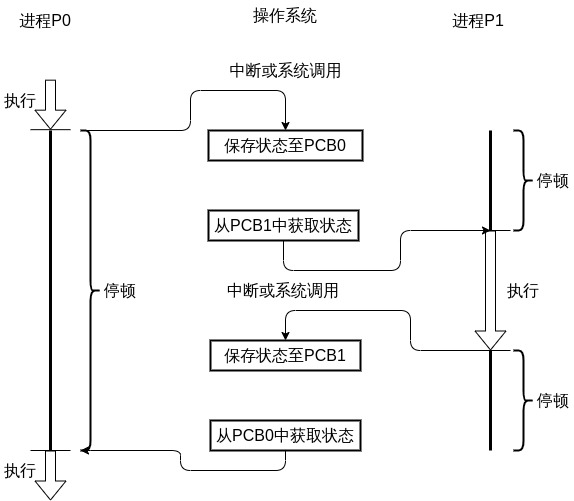 进程P0
操作系统
进程P1
中断或系统调用
执行
保存状态至PCB0
停顿
从PCB1中获取状态
停顿
中断或系统调用
执行
保存状态至PCB1
停顿
从PCB0中获取状态
执行